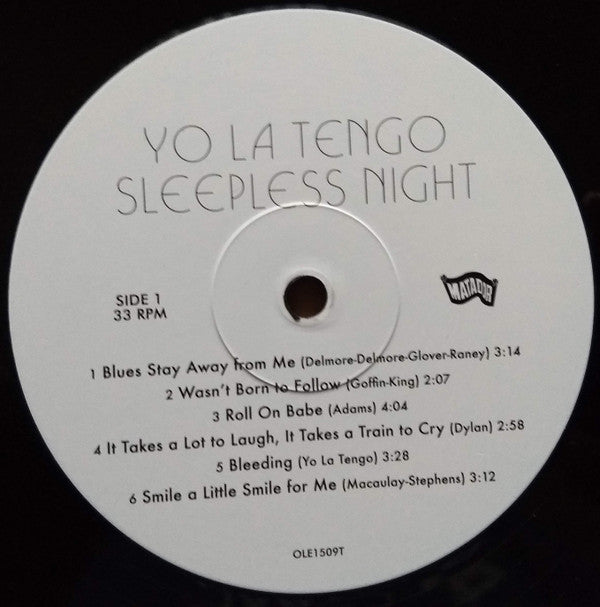 YO LA TENGO
SLEEPLESS NIGHT
SIDE 1
33 RPM
MATADOR
1 Blues Stay Away from Me (Delmore-Delmore-Glover-Raney) 3:14
2 Wasn't Born to Follow (Goffin-King) 2:07
3 Roll On Babe (Adams) 4:04
4 It Takes a Lot to Laugh, It Takes a Train to Cry (Dylan) 2:58
5 Bleeding (Yo La Tengo) 3:28
6 Smile a Little Smile for Me (Macaulay-Stephens) 3:12
OLE1509T